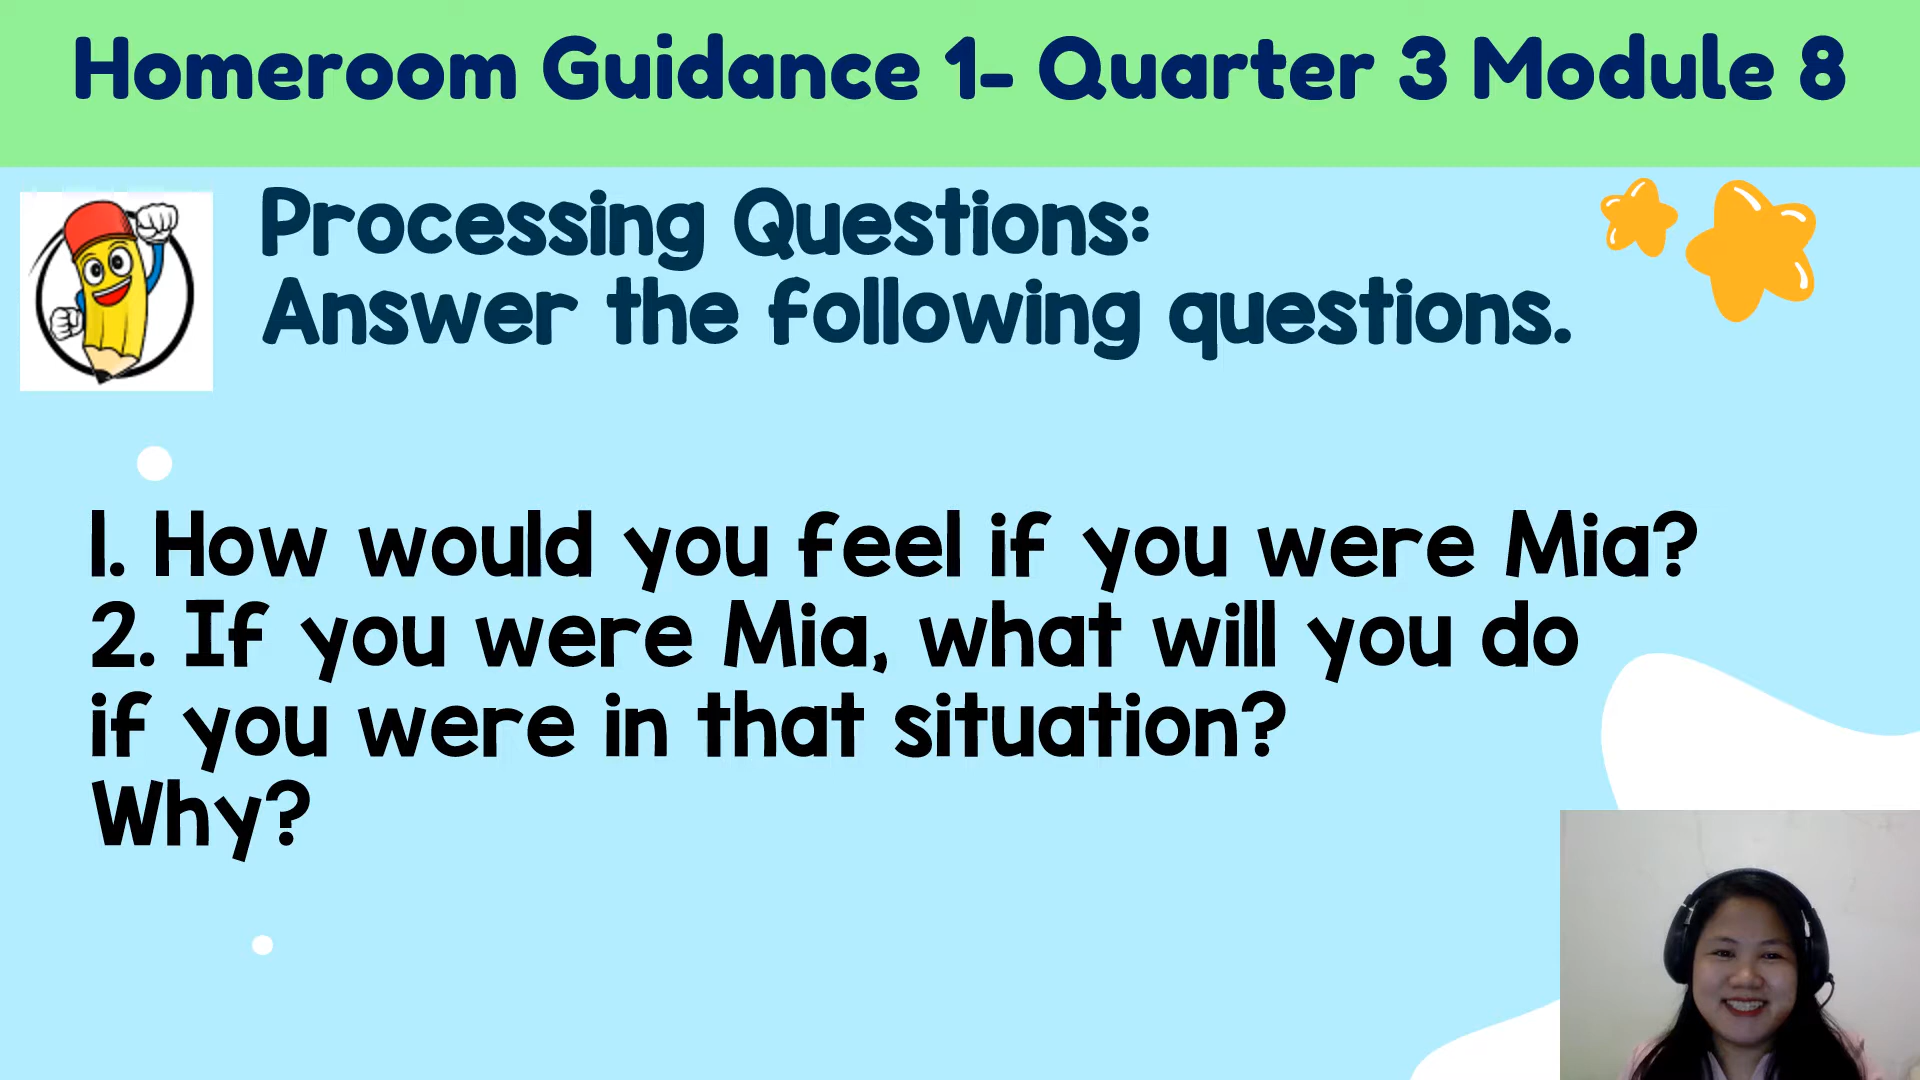 Homeroom Guidance 1- Quarter 3 Module 8
Processing Questions:
Answer the following questions.
1. How would you feel if you were Mia?
2. If you were Mia, what will you do
if you were in that situation?
Why?